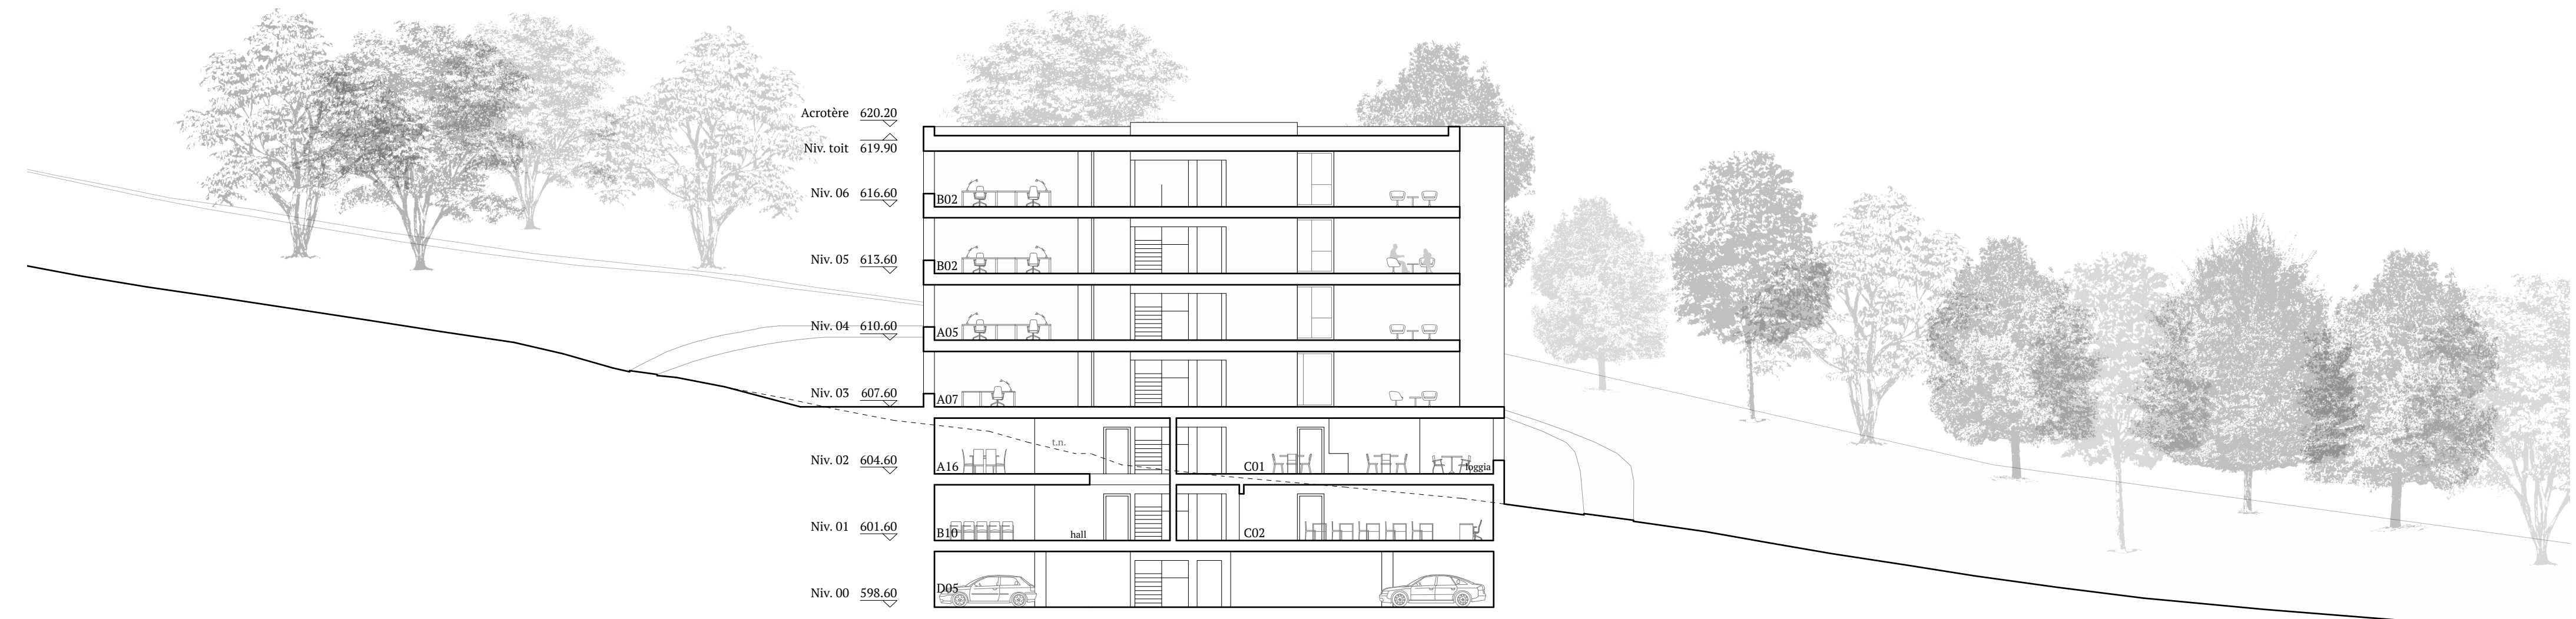 Acrotère 620.20
Niv. toit 619.90
Niv. 06 616.60
B02
Niv. 05 613.60
B02
Niv. 04 610.60
A05
Niv. 03 607.60
A07
t.n.
Niv. 02 604.60
A16 C01 loggia
Niv. 01 601.60
B10 hall C02
Niv. 00 598.60
D05